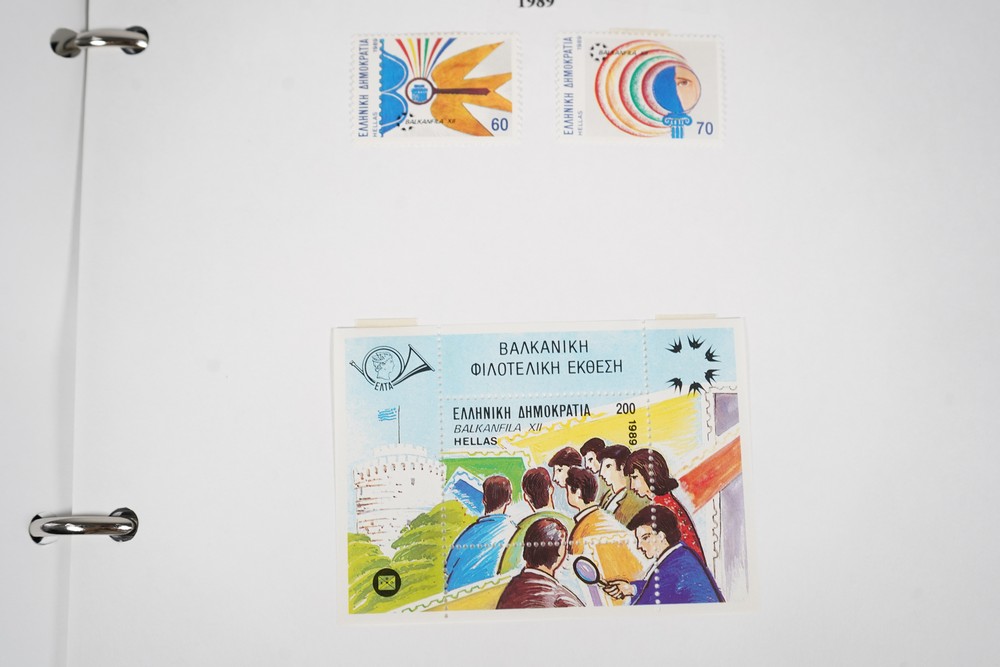 1989
ΕΛΛΗΝΙΚΗ ΔΗΜΟΚΡΑΤΙΑ 1989
HELLAS
BALKANFILA XII
60
ΕΛΛΗΝΙΚΗ ΔΗΜΟΚΡΑΤΙΑ 1989
HELLAS
BALKANFILA XII
70
ΕΛΤΑ
ΒΑΛΚΑΝΙΚΗ
ΦΙΛΟΤΕΛΙΚΗ ΕΚΘΕΣΗ
ΕΛΛΗΝΙΚΗ ΔΗΜΟΚΡΑΤΙΑ 200
BALKANFILA XII
HELLAS
1989